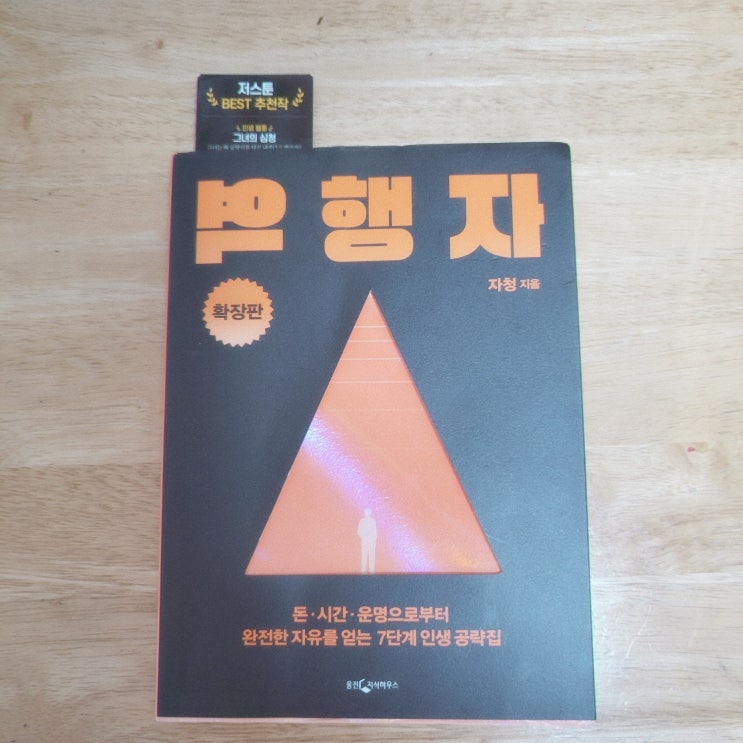 저스툰
BEST 추천작
그녀의 심청
역행자
자청 지음
확장판
돈·시간·운명으로부터
완전한 자유를 얻는 7단계 인생 공략집
웅진 지식하우스